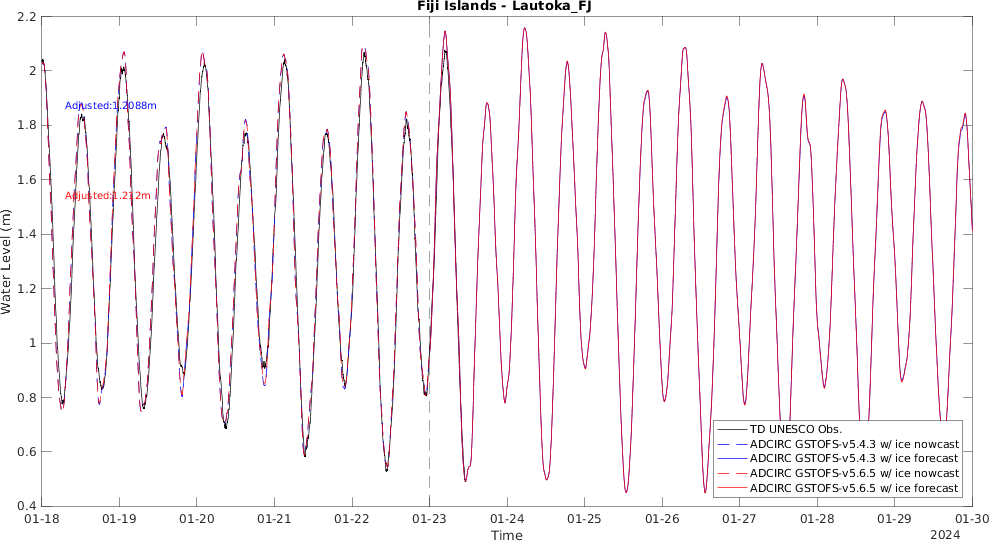 Fiji Islands - Lautoka_FJ
2.2
2
1.8
1.6
1.4
1.2
1
0.8
0.6
0.4
Water Level (m)
Adjusted:1.2088m
Adjusted:1.212m
TD UNESCO Obs.
ADCIRC GSTOFS-v5.4.3 w/ ice nowcast
ADCIRC GSTOFS-v5.4.3 w/ ice forecast
ADCIRC GSTOFS-v5.6.5 w/ ice nowcast
ADCIRC GSTOFS-v5.6.5 w/ ice forecast
01-18 01-19 01-20 01-21 01-22 01-23 01-24 01-25 01-26 01-27 01-28 01-29 01-30
Time
2024